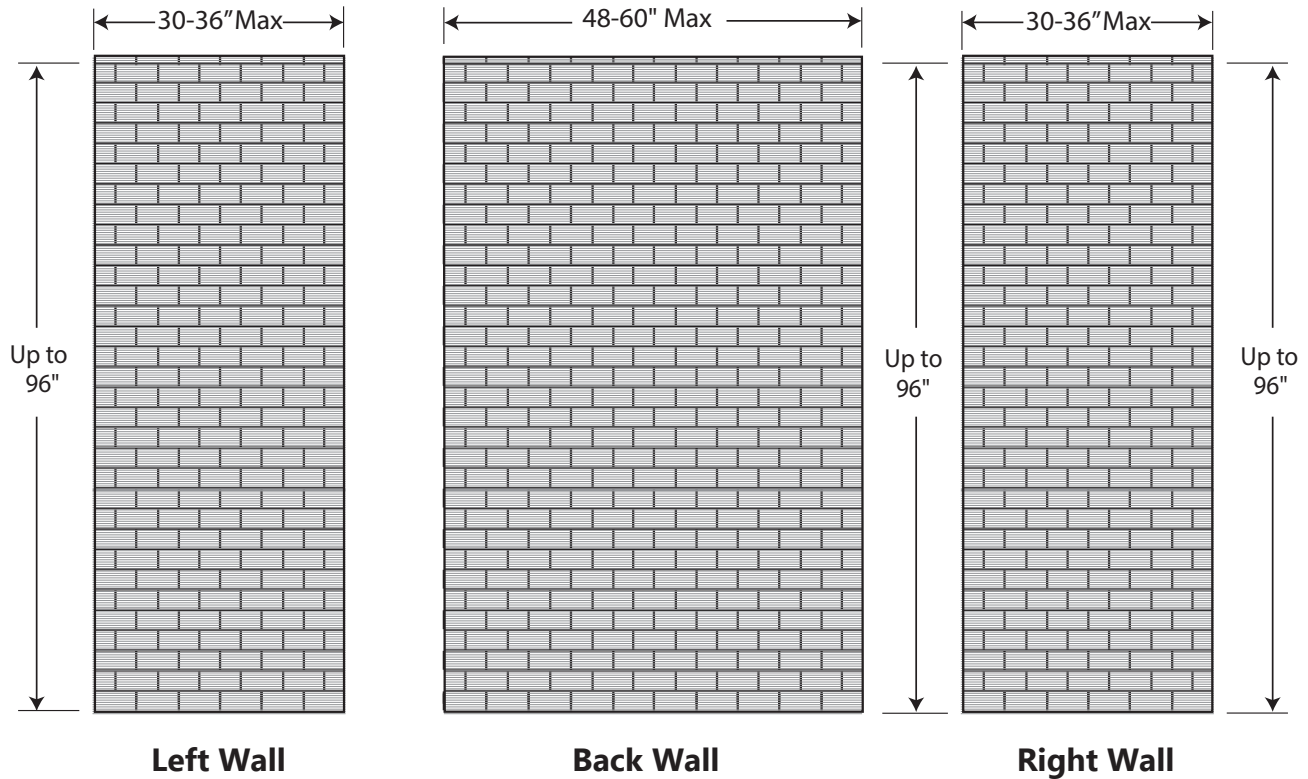 30-36”Max
48-60" Max
30-36”Max
Up to
96"
Up to
96"
Up to
96"
Left Wall
Back Wall
Right Wall